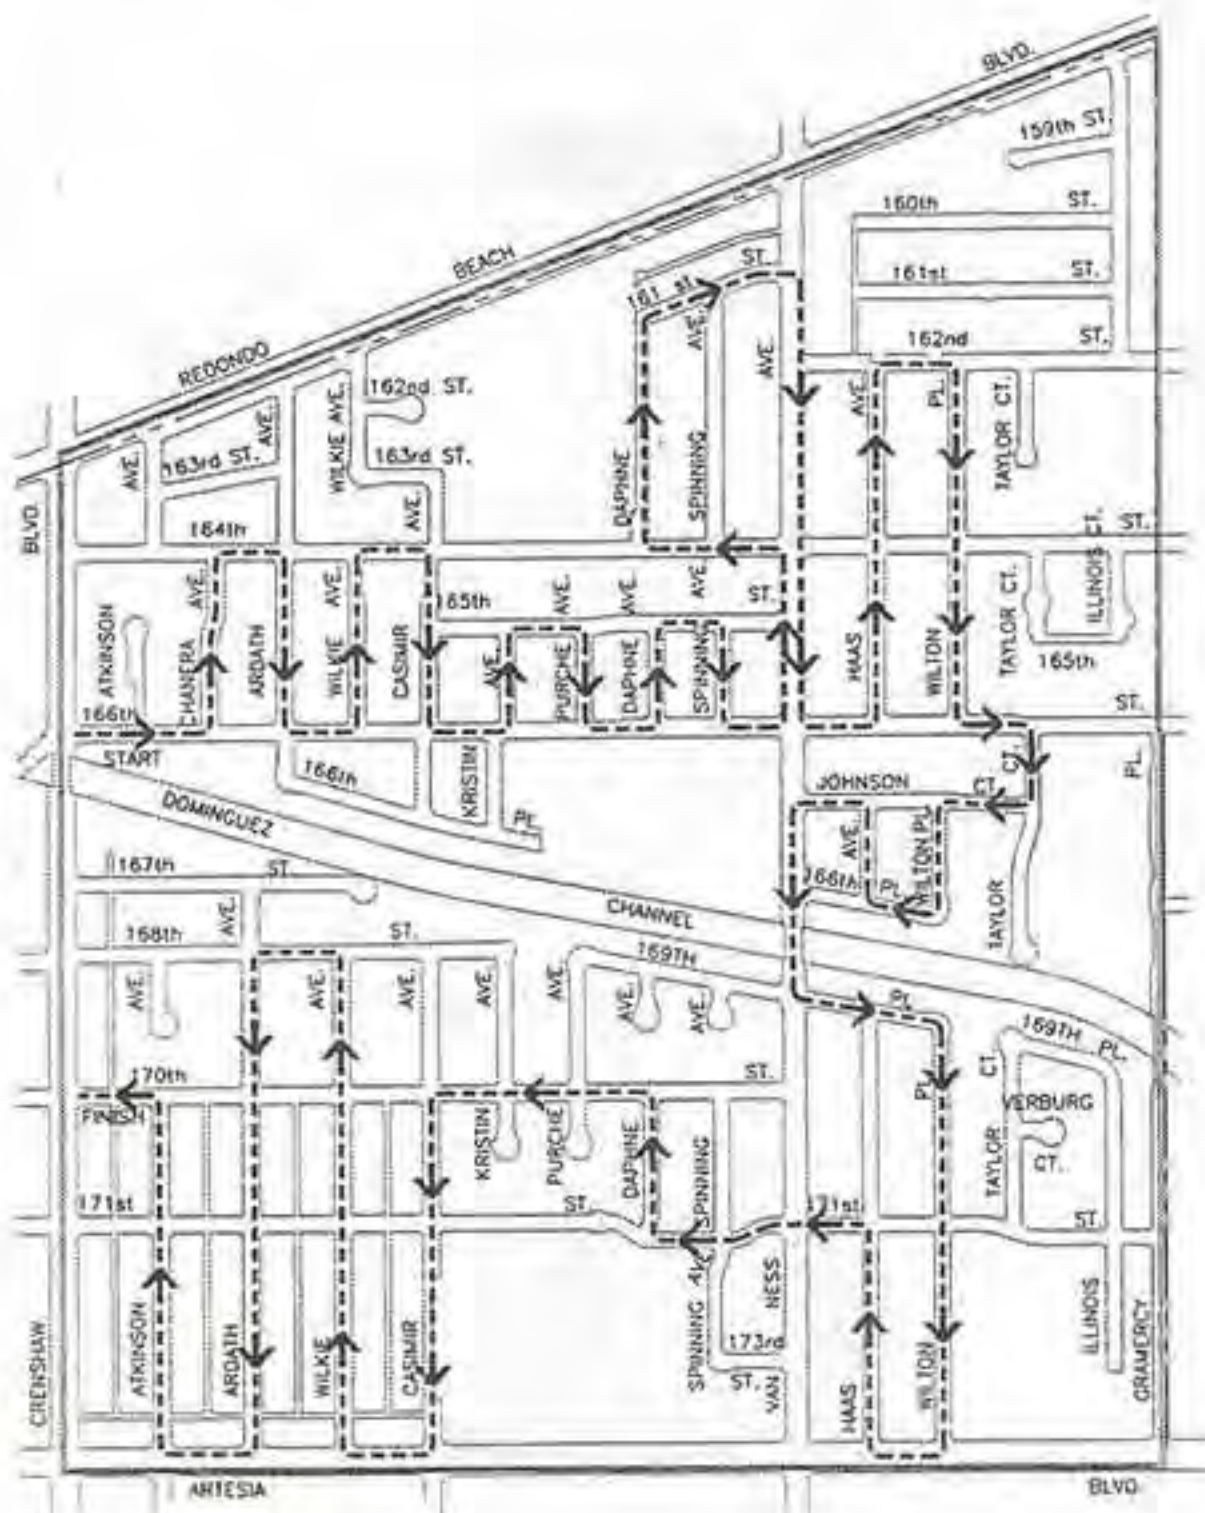 BLVD.
159th ST.
160th ST.
BEACH
ST.
161st ST.
161 st
AVE.
162nd ST.
REDONDO
AVE.
162nd ST.
WILKIE AVE.
AVE.
PL.
TAYLOR CT.
AVE.
163rd ST.
AVE.
163rd ST.
DAPHNE
SPINNING
BLVD.
164th
AVE.
ST.
ILLINOIS CT.
AVE.
AVE.
165th
AVE.
AVE.
AVE.
ST.
TAYLOR CT.
ATKINSON
CHANERA
ARDATH
WILKIE
CASIMIR
AVE.
PURCHE
DAPHNE
SPINNING
HAAS
WILTON
165th
166th
ST.
START
166th
KRISTIN
PL.
JOHNSON
CT.
CT.
PL.
DOMINGUEZ
AVE.
WILTON PL.
167th
ST.
166th
PL.
TAYLOR
CHANNEL
168th
AVE.
ST.
169TH
AVE.
AVE.
AVE.
AVE.
AVE.
AVE.
AVE.
PL.
169TH PL.
170th
ST.
PL.
CT.
FINISH
VERBURG
CT.
KRISTIN
PURCHE
DAPHNE
SPINNING
TAYLOR
171st
ST.
171st
ST.
SPINNING AVE.
NESS
173rd
ST.
VAN
CRENSHAW
ATKINSON
ARDATH
WILKIE
CASIMIR
HAAS
WILTON
ILLINOIS
GRAMERCY
ARTESIA
BLVD.